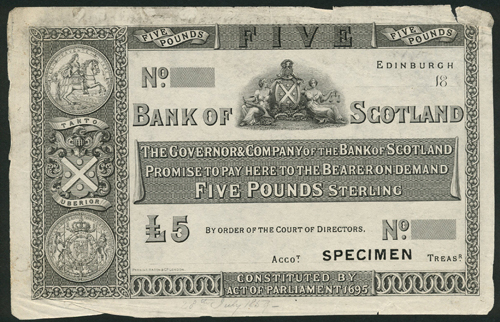 FIVE POUNDS FIVE FIVE POUNDS
No.
EDINBURGH
18
BANK OF SCOTLAND
TANTO
UBERIOR
THE GOVERNOR & COMPANY OF THE BANK OF SCOTLAND
PROMISE TO PAY HERE TO THE BEARER ON DEMAND
FIVE POUNDS STERLING
£5 BY ORDER OF THE COURT OF DIRECTORS. No.
ACCOT. SPECIMEN TREASR.
CONSTITUTED BY
ACT OF PARLIAMENT 1695